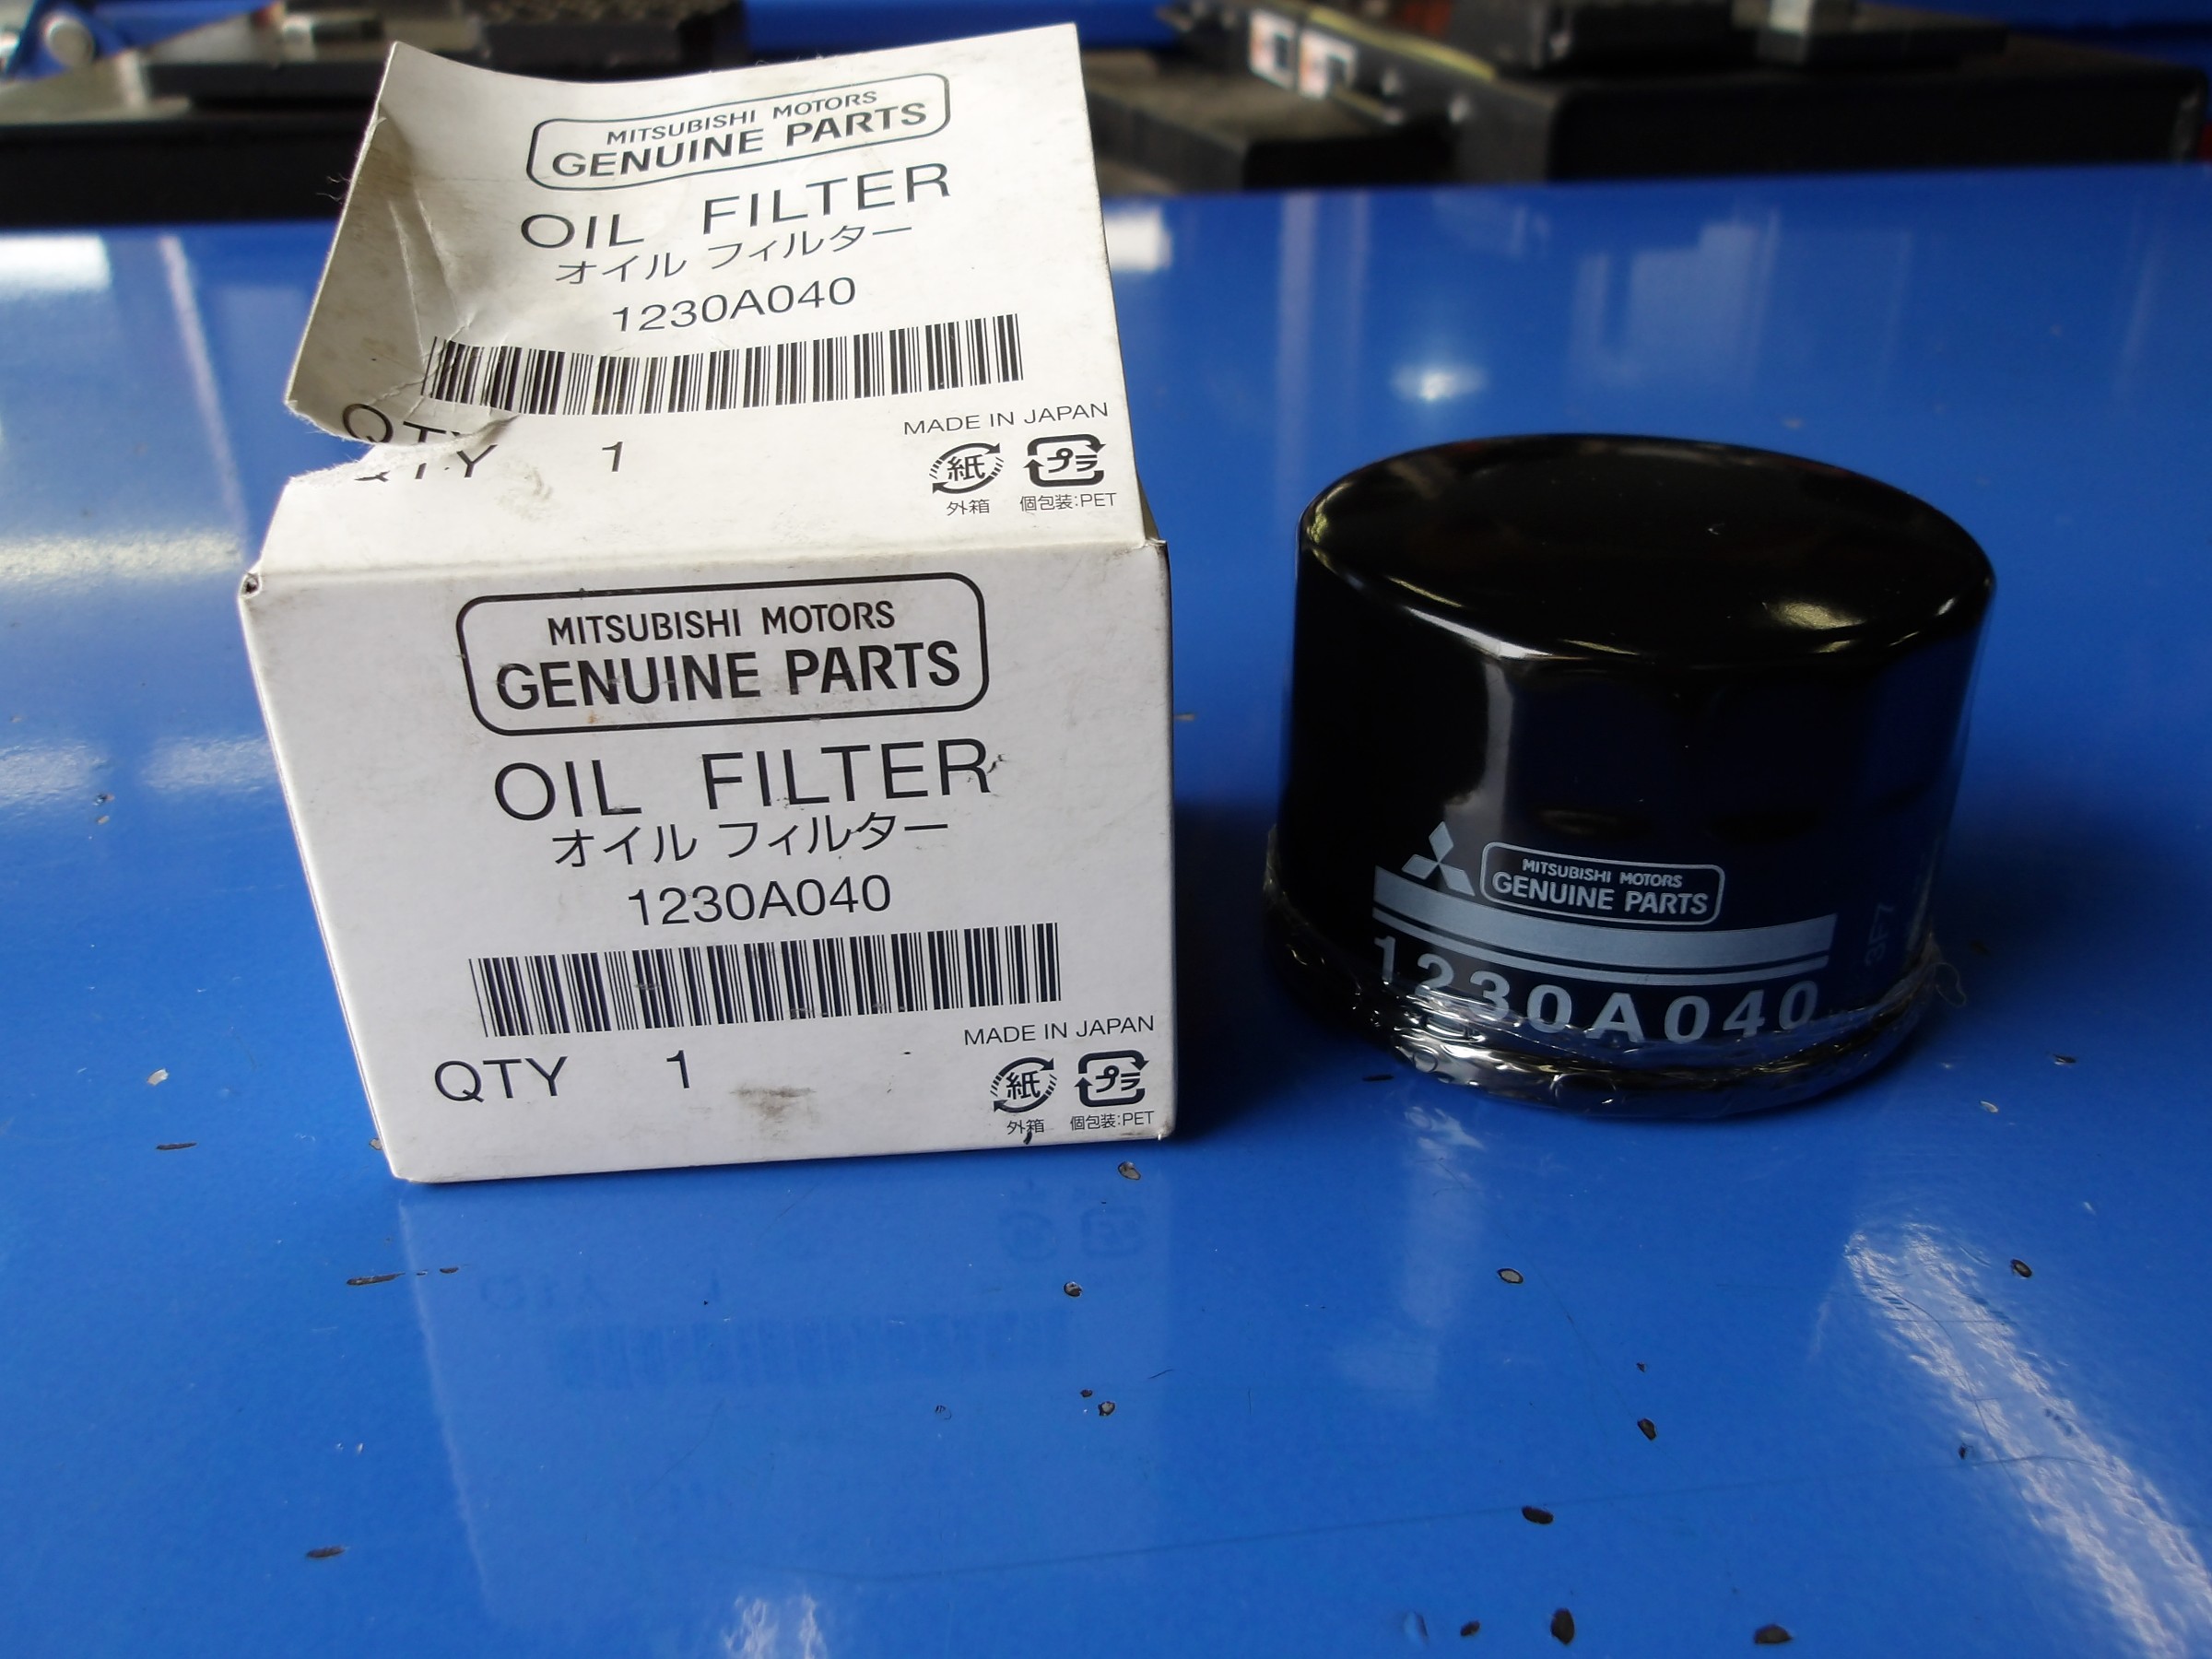 MITSUBISHI MOTORS
GENUINE PARTS
OIL FILTER
オイル フィルター
1230A040
QTY 1
MADE IN JAPAN
紙
プラ
外箱
個包装:PET
MITSUBISHI MOTORS
GENUINE PARTS
OIL FILTER
オイル フィルター
1230A040
QTY 1
MADE IN JAPAN
紙
プラ
外箱
個包装:PET
MITSUBISHI MOTORS
GENUINE PARTS
1230A040
3F7